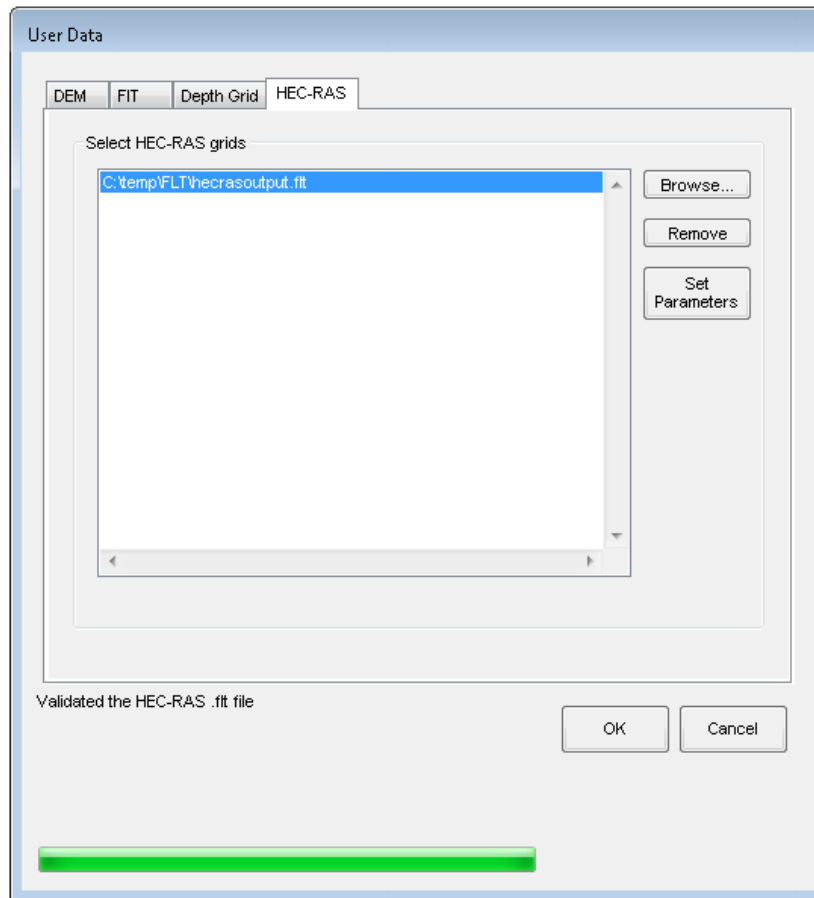 User Data
DEM FIT Depth Grid HEC-RAS
Select HEC-RAS grids
C:\temp\FLT\hecrasoutput.flt
Browse...
Remove
Set
Parameters
Validated the HEC-RAS .flt file
OK Cancel